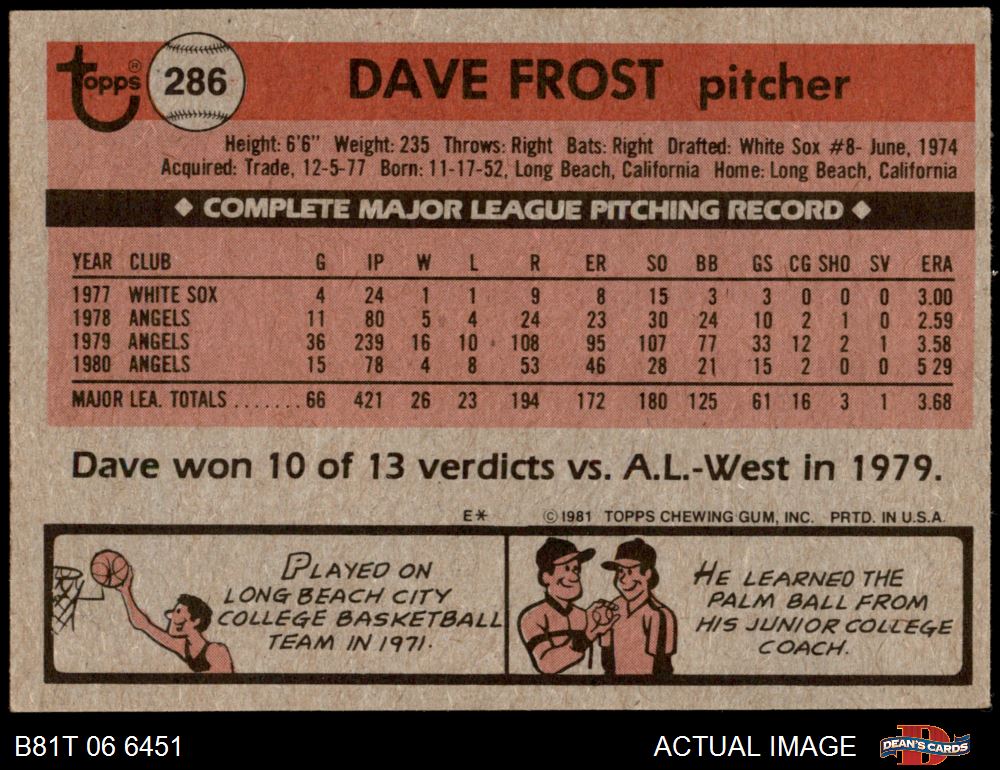 Topps® 286 DAVE FROST pitcher
Height: 6'6" Weight: 235 Throws: Right Bats: Right Drafted: White Sox #8- June, 1974
Acquired: Trade, 12-5-77 Born: 11-17-52, Long Beach, California Home: Long Beach, California
◆ COMPLETE MAJOR LEAGUE PITCHING RECORD ◆
YEAR CLUB G IP W L R ER SO BB GS CG SHO SV ERA
1977 WHITE SOX 4 24 1 1 9 8 15 3 3 0 0 0 3.00
1978 ANGELS 11 80 5 4 24 23 30 24 10 2 1 0 2.59
1979 ANGELS 36 239 16 10 108 95 107 77 33 12 2 1 3.58
1980 ANGELS 15 78 4 8 53 46 28 21 15 2 0 0 5 29
MAJOR LEA. TOTALS ....... 66 421 26 23 194 172 180 125 61 16 3 1 3.68
Dave won 10 of 13 verdicts vs. A.L.-West in 1979.
E* © 1981 TOPPS CHEWING GUM, INC. PRTD. IN U.S.A.
PLAYED ON
LONG BEACH CITY
COLLEGE BASKETBALL
TEAM IN 1971.
HE LEARNED THE
PALM BALL FROM
HIS JUNIOR COLLEGE
COACH.
B81T 06 6451 ACTUAL IMAGE DEAN'S CARDS